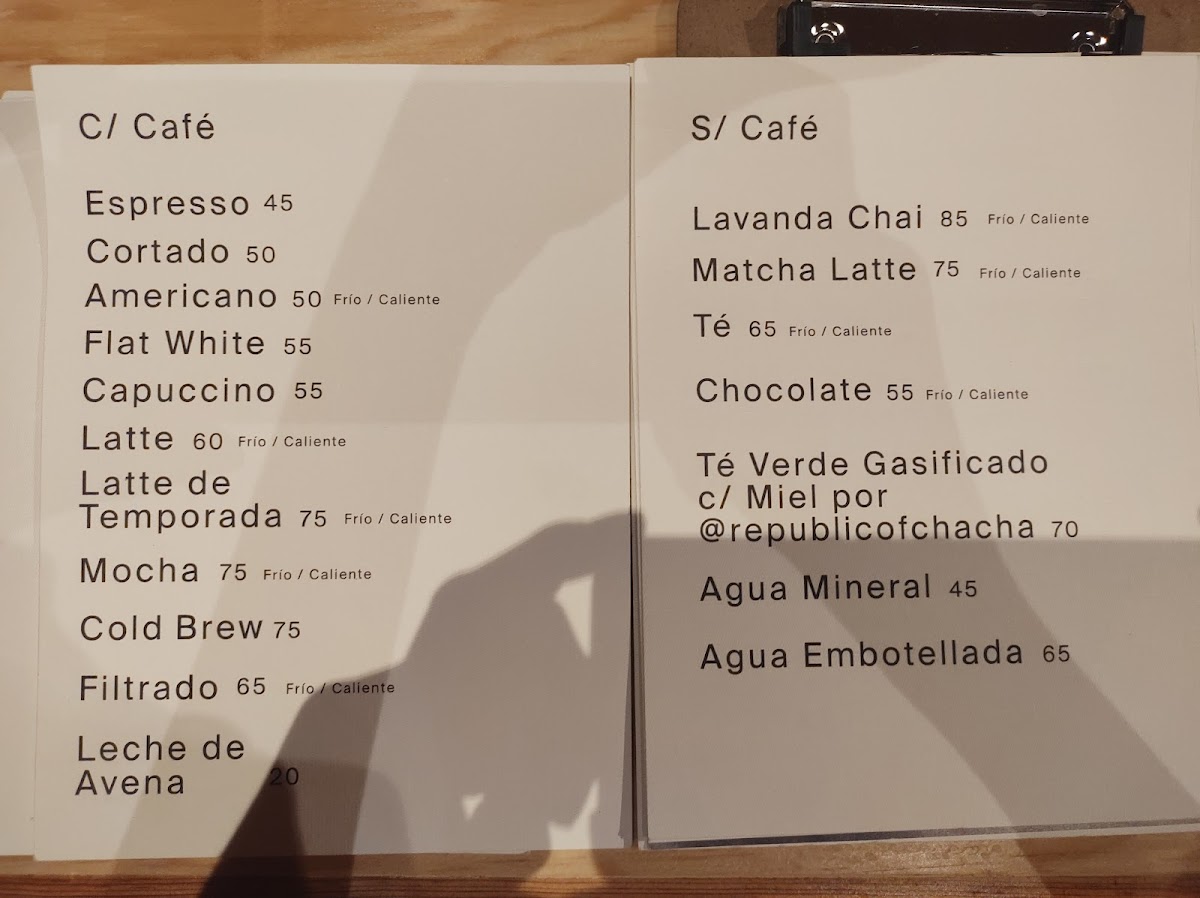 C/ Café
Espresso 45
Cortado 50
Americano 50 Frío / Caliente
Flat White 55
Capuccino 55
Latte 60 Frío / Caliente
Latte de
Temporada 75 Frío / Caliente
Mocha 75 Frío / Caliente
Cold Brew 75
Filtrado 65 Frío / Caliente
Leche de
Avena 20
S/ Café
Lavanda Chai 85 Frío / Caliente
Matcha Latte 75 Frío / Caliente
Té 65 Frío / Caliente
Chocolate 55 Frío / Caliente
Té Verde Gasificado
c/ Miel por
@republicofchacha 70
Agua Mineral 45
Agua Embotellada 65